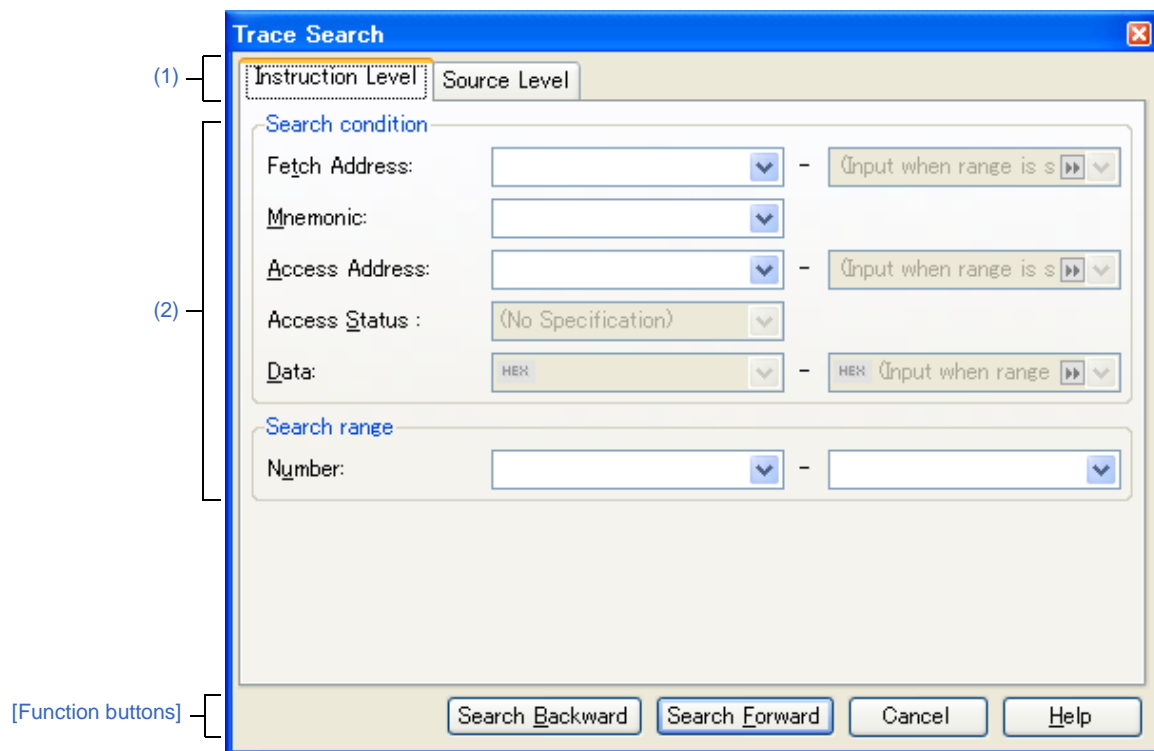 Trace Search
(1)
Instruction Level Source Level
Search condition
Fetch Address: - (Input when range is s
Mnemonic:
Access Address: - (Input when range is s
(2)
Access Status : (No Specification)
Data: HEX - HEX (Input when range
Search range
Number: -
[Function buttons]
Search Backward Search Forward Cancel Help